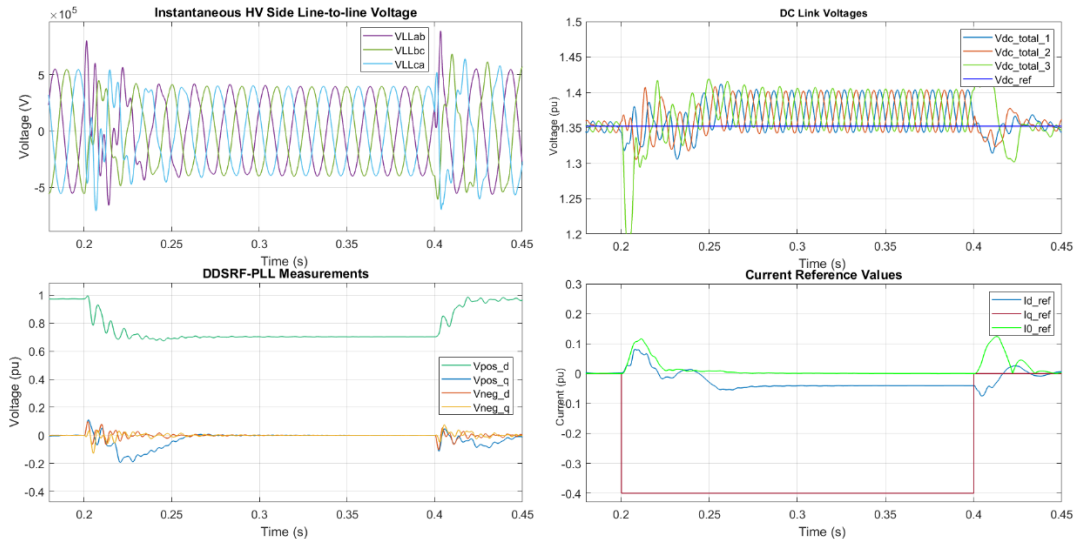 Instantaneous HV Side Line-to-line Voltage
×10⁵
VLLab
VLLbc
VLLca
5
0
-5
Voltage (V)
0.2 0.25 0.3 0.35 0.4 0.45
Time (s)
DC Link Voltages
Vdc_total_1
Vdc_total_2
Vdc_total_3
Vdc_ref
1.5
1.45
1.4
1.35
1.3
1.25
1.2
Voltage (pu)
0.2 0.25 0.3 0.35 0.4 0.45
Time (s)
DDSRF-PLL Measurements
Vpos_d
Vpos_q
Vneg_d
Vneg_q
1
0.8
0.6
0.4
0.2
0
-0.2
-0.4
Voltage (pu)
0.2 0.25 0.3 0.35 0.4 0.45
Time (s)
Current Reference Values
Id_ref
Iq_ref
I0_ref
0.3
0.2
0.1
0
-0.1
-0.2
-0.3
-0.4
Current (pu)
0.2 0.25 0.3 0.35 0.4 0.45
Time (s)